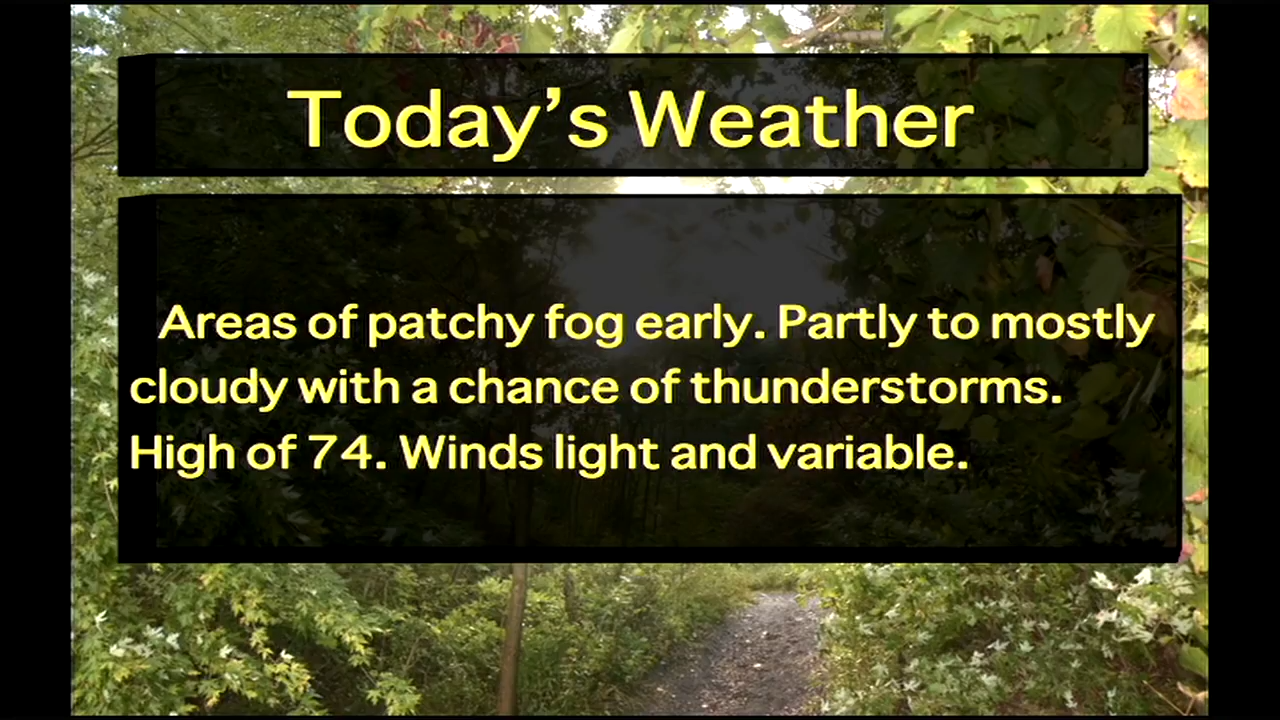 Today’s Weather
Areas of patchy fog early. Partly to mostly
cloudy with a chance of thunderstorms.
High of 74. Winds light and variable.